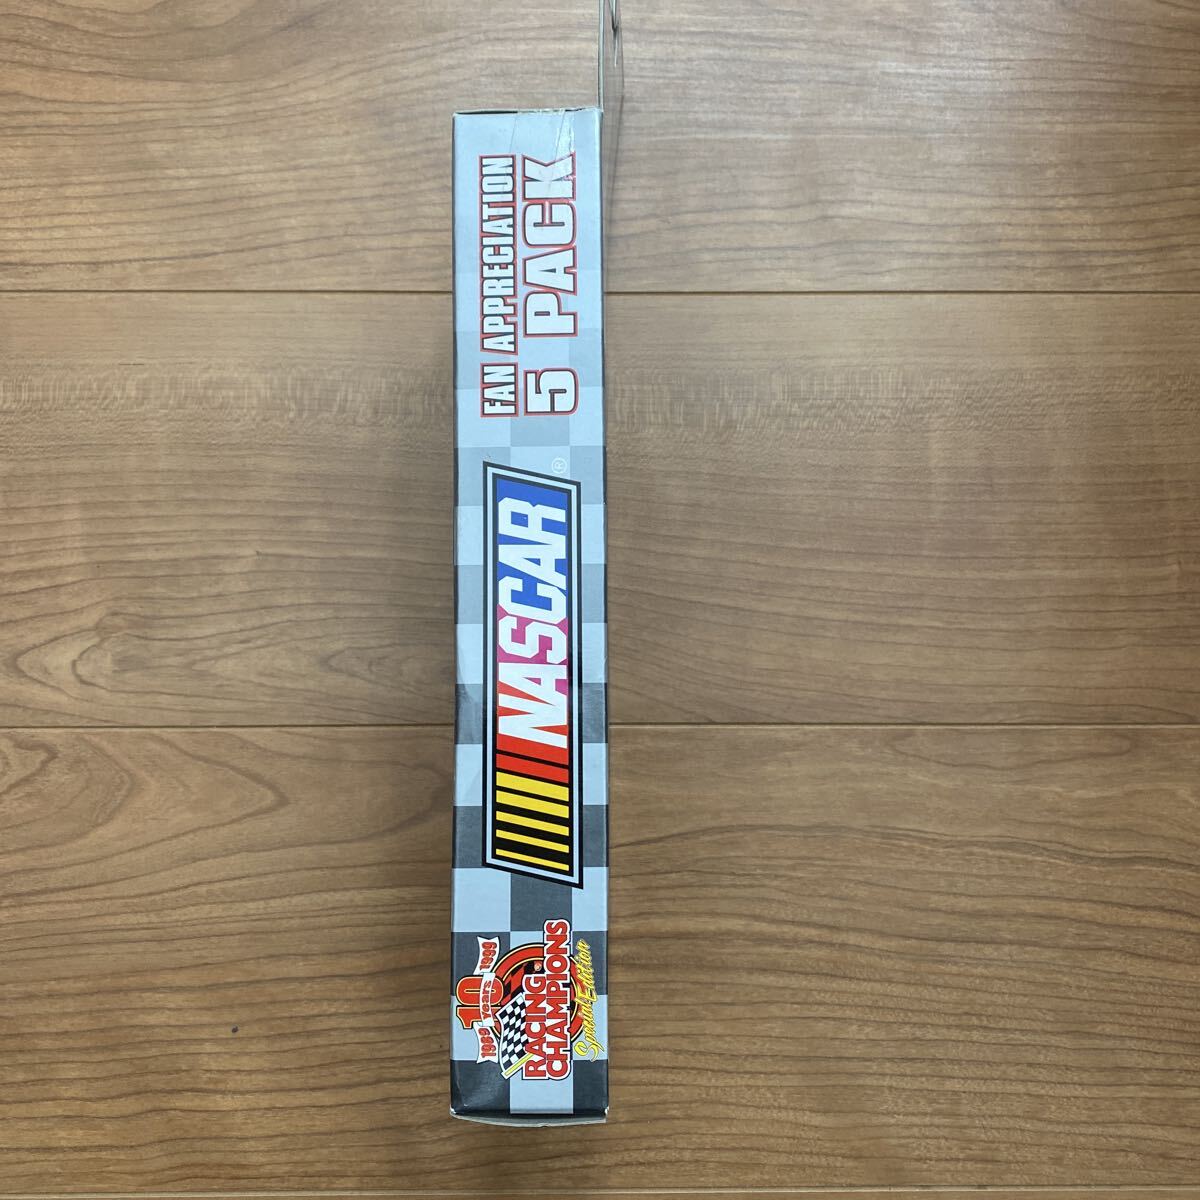 1989 10 Years 1999
RACING
CHAMPIONS
Special Edition
NASCAR ®
FAN APPRECIATION
5 PACK